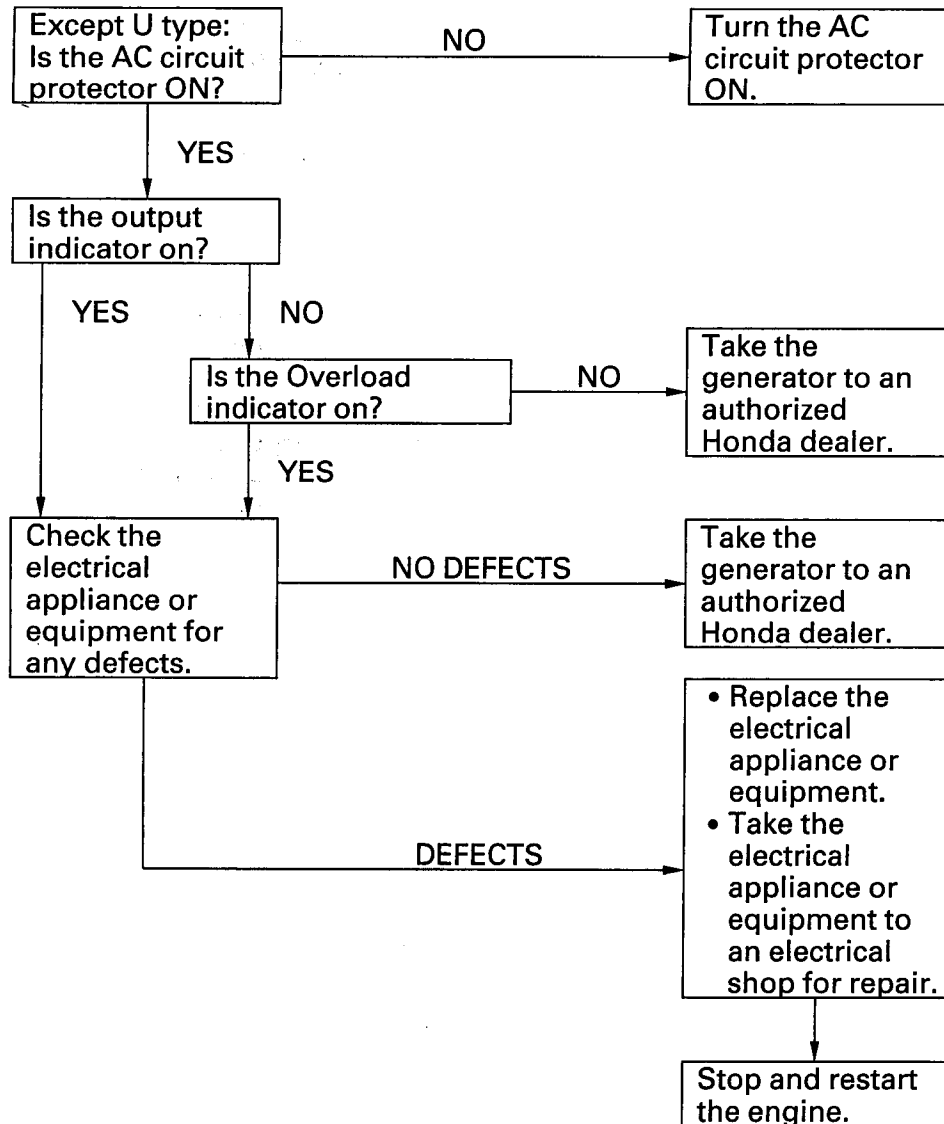 Except U type:
Is the AC circuit
protector ON?
NO
Turn the AC
circuit protector
ON.
YES
Is the output
indicator on?
YES
NO
Is the Overload
indicator on?
NO
Take the
generator to an
authorized
Honda dealer.
YES
Check the
electrical
appliance or
equipment for
any defects.
NO DEFECTS
Take the
generator to an
authorized
Honda dealer.
DEFECTS
• Replace the
electrical
appliance or
equipment.
• Take the
electrical
appliance or
equipment to
an electrical
shop for repair.
Stop and restart
the engine.